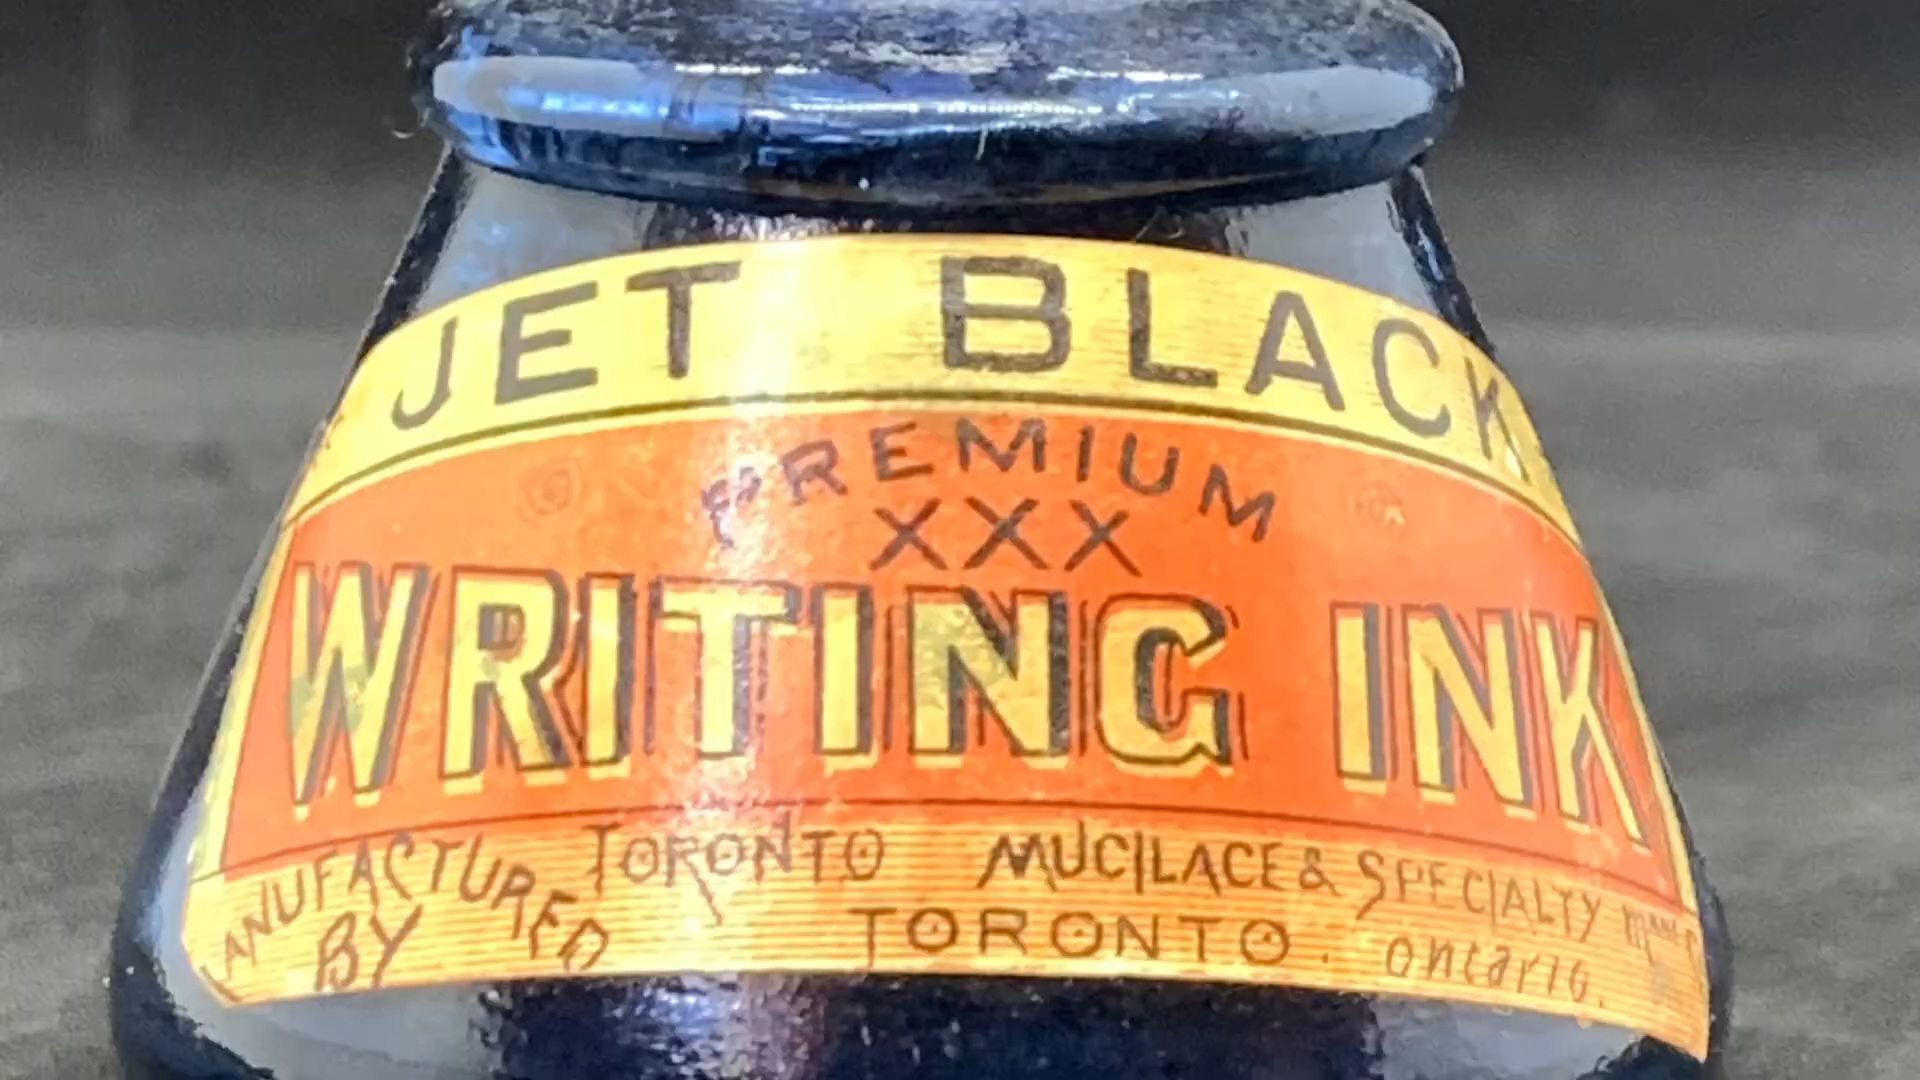 JET BLACK
PREMIUM
XXX
WRITING INK
MANUFACTURED BY
TORONTO MUCILAGE & SPECIALTY
TORONTO. ontario.